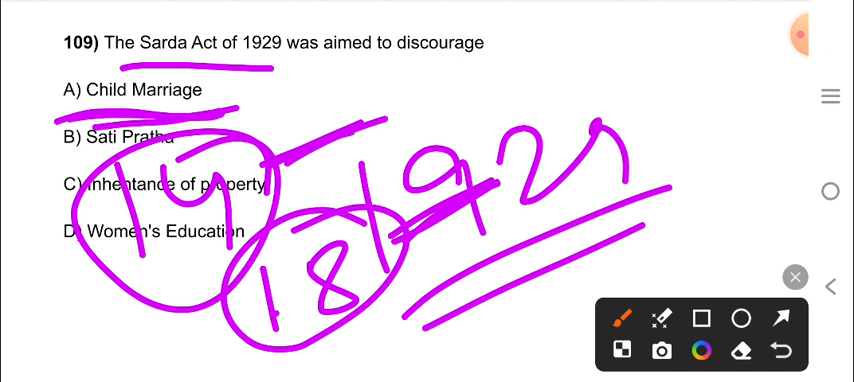 109) The Sarda Act of 1929 was aimed to discourage
A) Child Marriage
B) Sati Pratha
C) Inheritance of property
D) Women's Education
14
18
1929